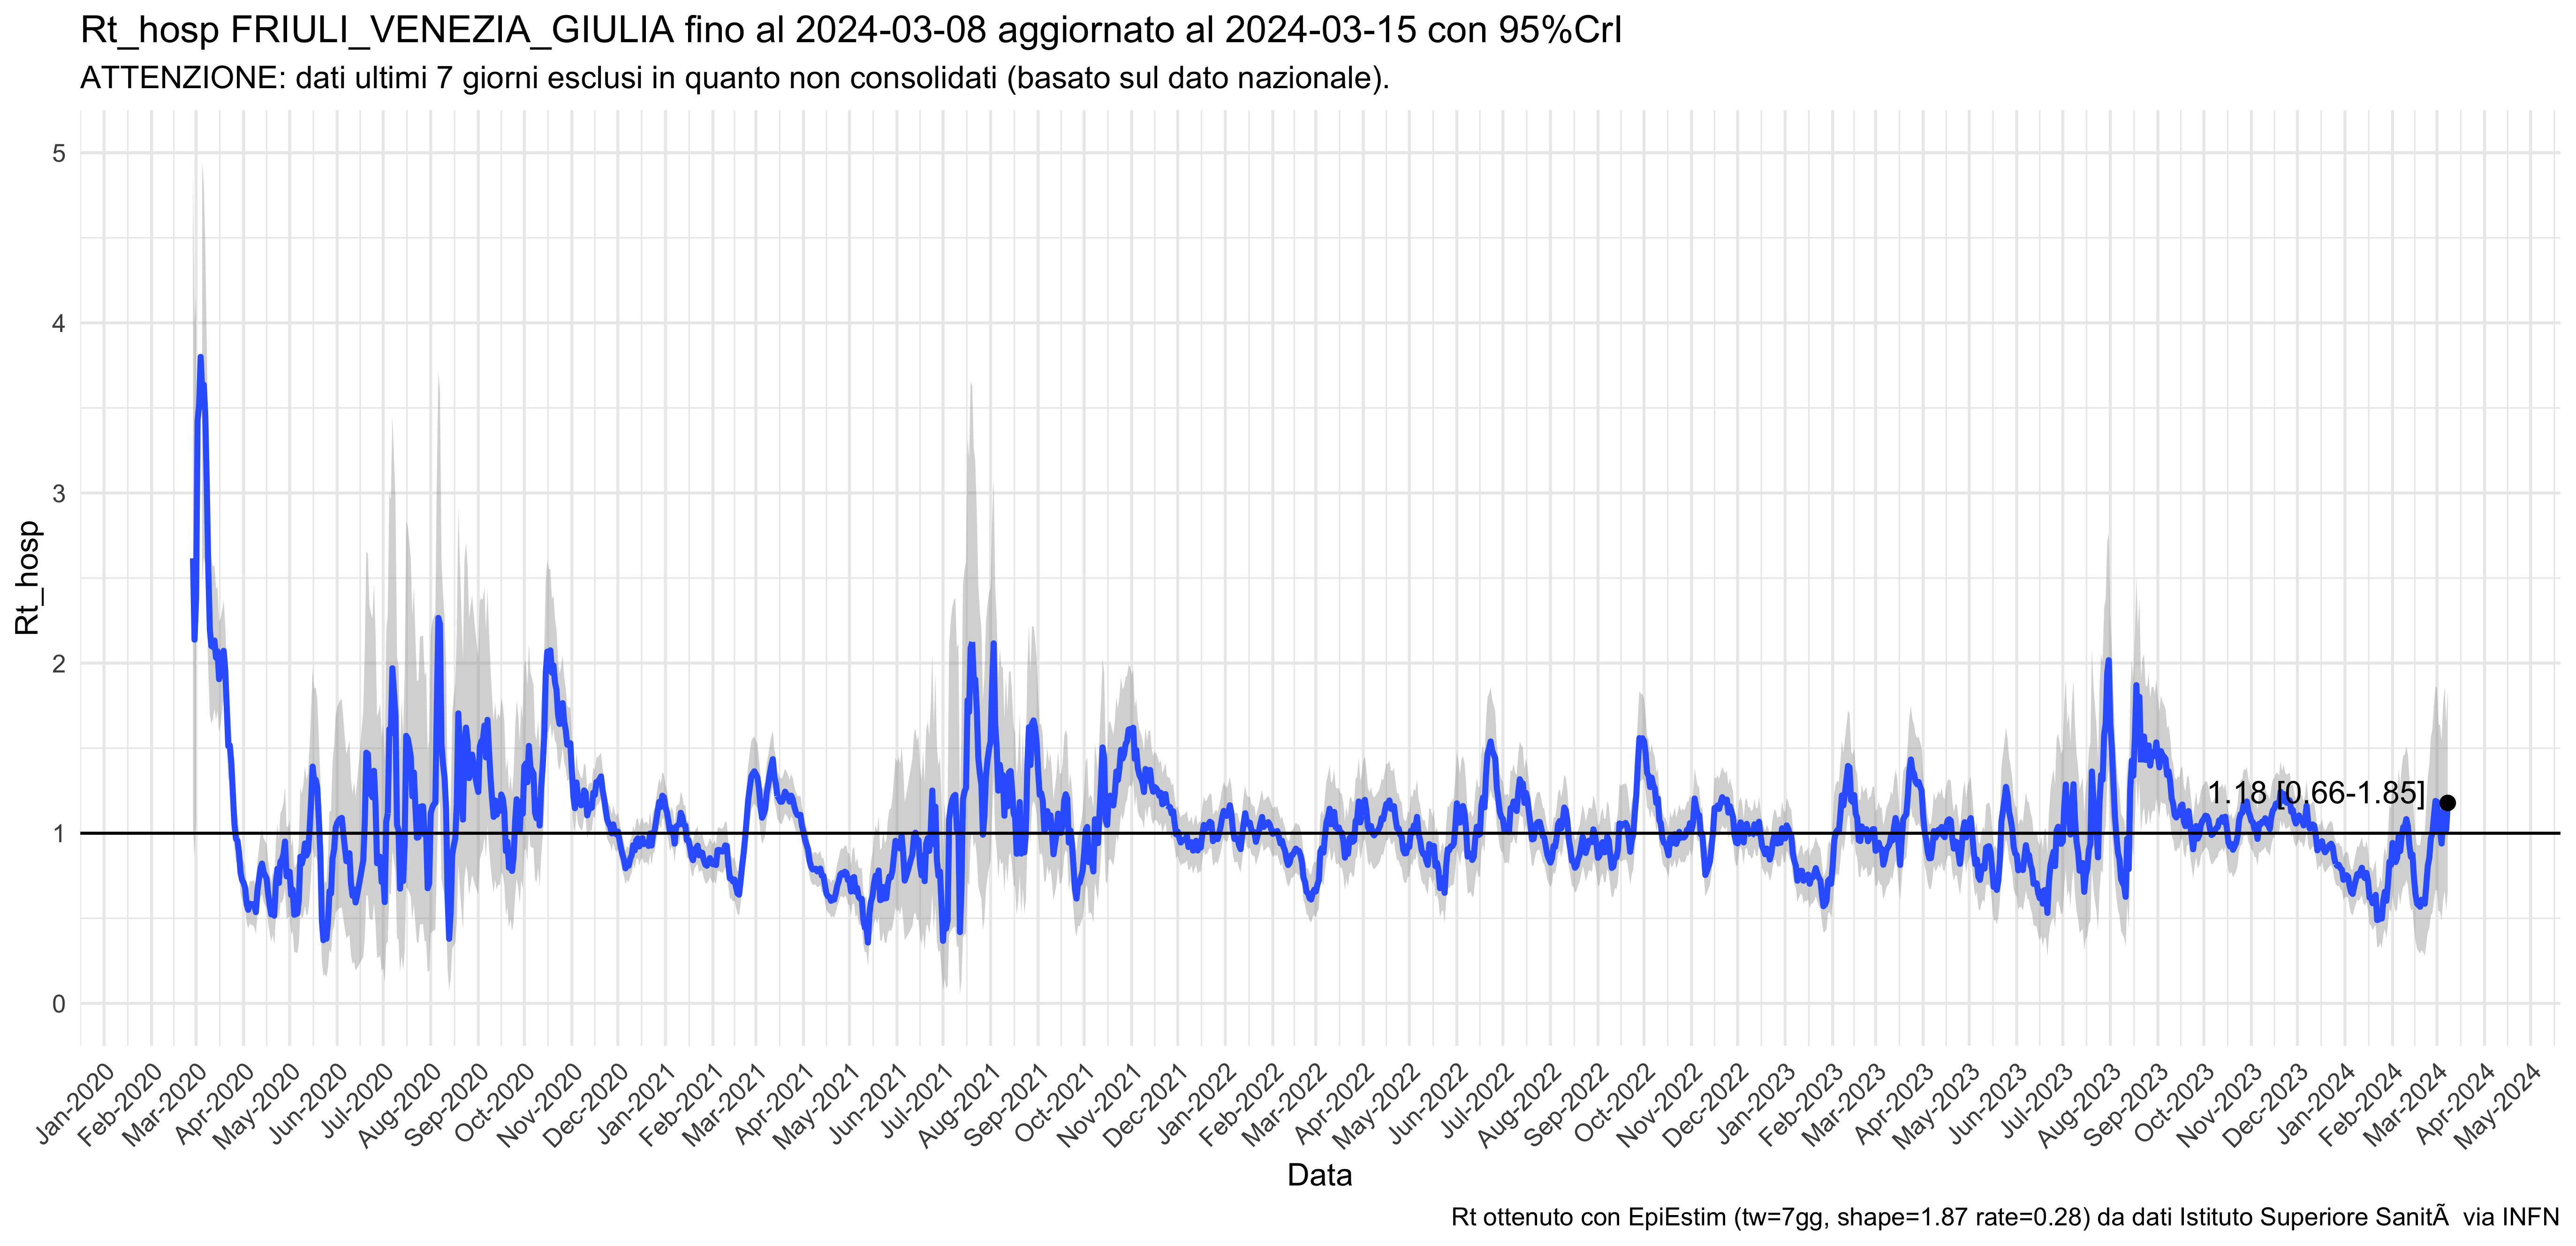 Rt_hosp FRIULI_VENEZIA_GIULIA fino al 2024-03-08 aggiornato al 2024-03-15 con 95%CrI
ATTENZIONE: dati ultimi 7 giorni esclusi in quanto non consolidati (basato sul dato nazionale).
5
4
3
2
1
0
Rt_hosp
1.18 [0.66-1.85]
Jan-2020
Feb-2020
Mar-2020
Apr-2020
May-2020
Jun-2020
Jul-2020
Aug-2020
Sep-2020
Oct-2020
Nov-2020
Dec-2020
Jan-2021
Feb-2021
Mar-2021
Apr-2021
May-2021
Jun-2021
Jul-2021
Aug-2021
Sep-2021
Oct-2021
Nov-2021
Dec-2021
Jan-2022
Feb-2022
Mar-2022
Apr-2022
May-2022
Jun-2022
Jul-2022
Aug-2022
Sep-2022
Oct-2022
Nov-2022
Dec-2022
Jan-2023
Feb-2023
Mar-2023
Apr-2023
May-2023
Jun-2023
Jul-2023
Aug-2023
Sep-2023
Oct-2023
Nov-2023
Dec-2023
Jan-2024
Feb-2024
Mar-2024
Apr-2024
May-2024
Data
Rt ottenuto con EpiEstim (tw=7gg, shape=1.87 rate=0.28) da dati Istituto Superiore SanitÃ  via INFN